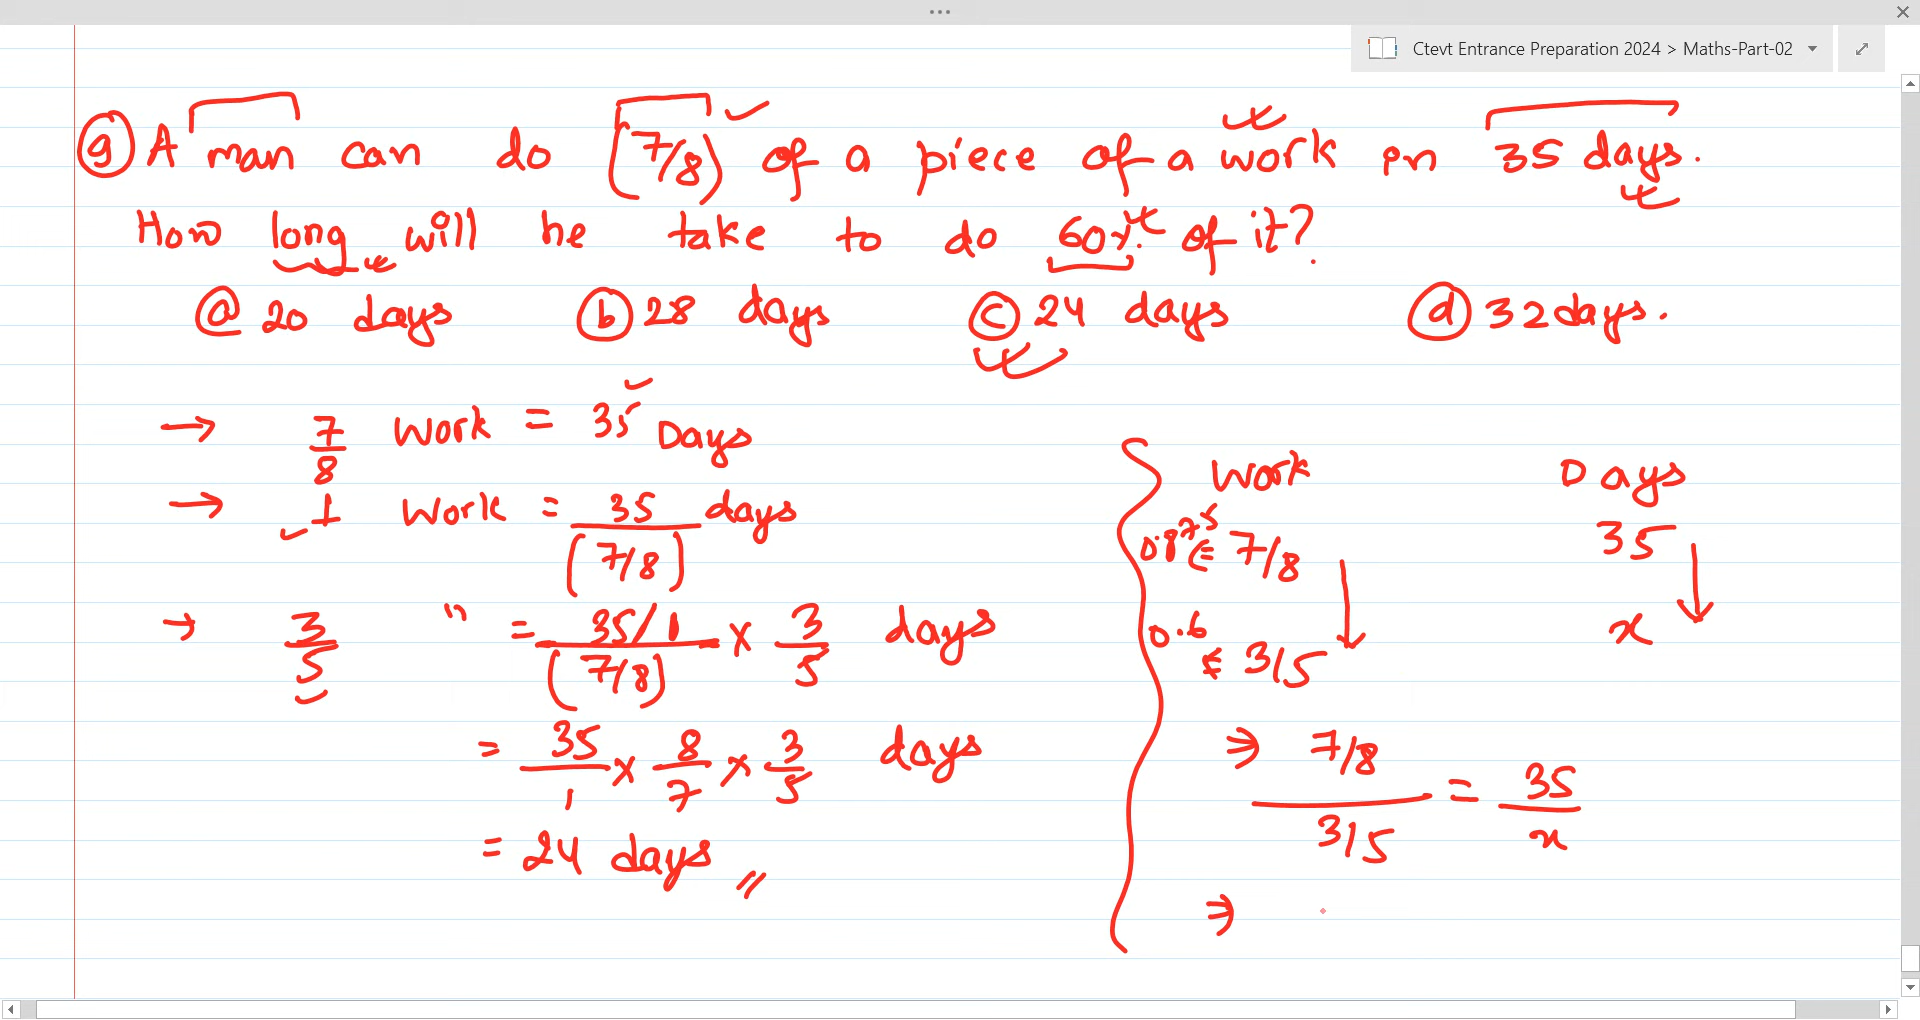 Ctevt Entrance Preparation 2024 > Maths-Part-02
9 A man can do (7/8) of a piece of a work in 35 days.
How long will he take to do 60% of it?
a 20 days b 28 days c 24 days d 32 days.
→ 7/8 Work = 35 Days
→ 1 Work = 35/(7/8) days
→ 3/5 " = 35/1/(7/8) × 3/5 days
= 35/1 × 8/7 × 3/5 days
= 24 days //
Work Days
0.875 ⇐ 7/8 35
0.6 ⇐ 3/5 x
⇒ 7/8 / 3/5 = 35/x
⇒